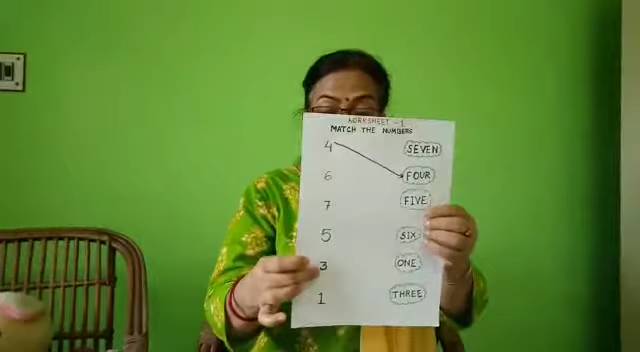 WORKSHEET - 1
MATCH THE NUMBERS
4 SEVEN
6 FOUR
7 FIVE
5 SIX
3 ONE
1 THREE